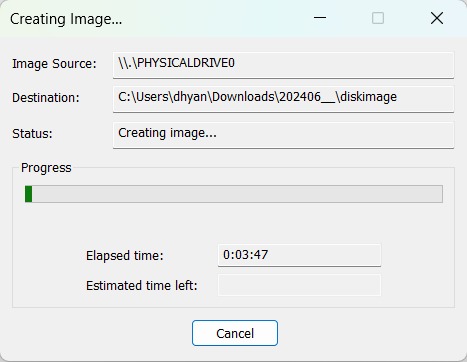 Creating Image...
Image Source: \\.\PHYSICALDRIVE0
Destination: C:\Users\dhyan\Downloads\202406__\diskimage
Status: Creating image...
Progress
Elapsed time: 0:03:47
Estimated time left:
Cancel